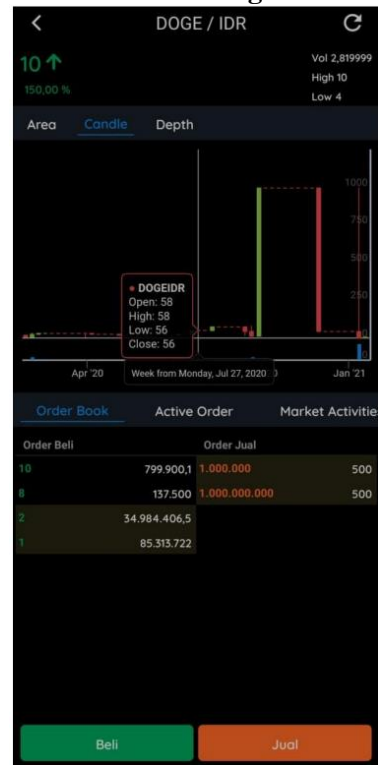 DOGE / IDR
10 ↑
150,00 %
Vol 2,819999
High 10
Low 4
Area Candle Depth
1000
750
500
250
0
DOGEIDR
Open: 58
High: 58
Low: 56
Close: 56
0
Apr '20 Week from Monday, Jul 27, 2020 Jan '21
Order Book Active Order Market Activitie
Order Beli Order Jual
10 799.900,1 1.000.000 500
8 137.500 1.000.000.000 500
2 34.984.406,5
1 85.313.722
Beli Jual